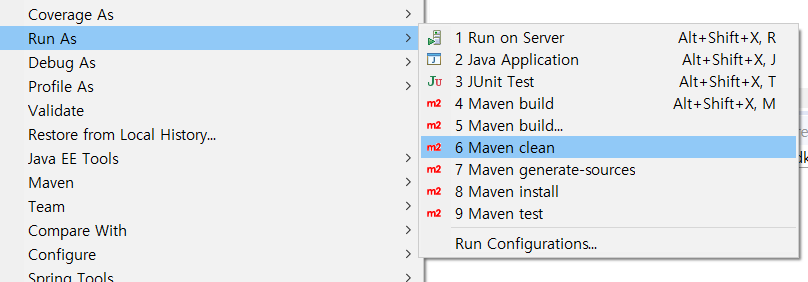 Coverage As
Run As
Debug As
Profile As
Validate
Restore from Local History...
Java EE Tools
Maven
Team
Compare With
Configure
Spring Tools
1 Run on Server Alt+Shift+X, R
2 Java Application Alt+Shift+X, J
Ju 3 JUnit Test Alt+Shift+X, T
m2 4 Maven build Alt+Shift+X, M
m2 5 Maven build...
m2 6 Maven clean
m2 7 Maven generate-sources
m2 8 Maven install
m2 9 Maven test
Run Configurations...